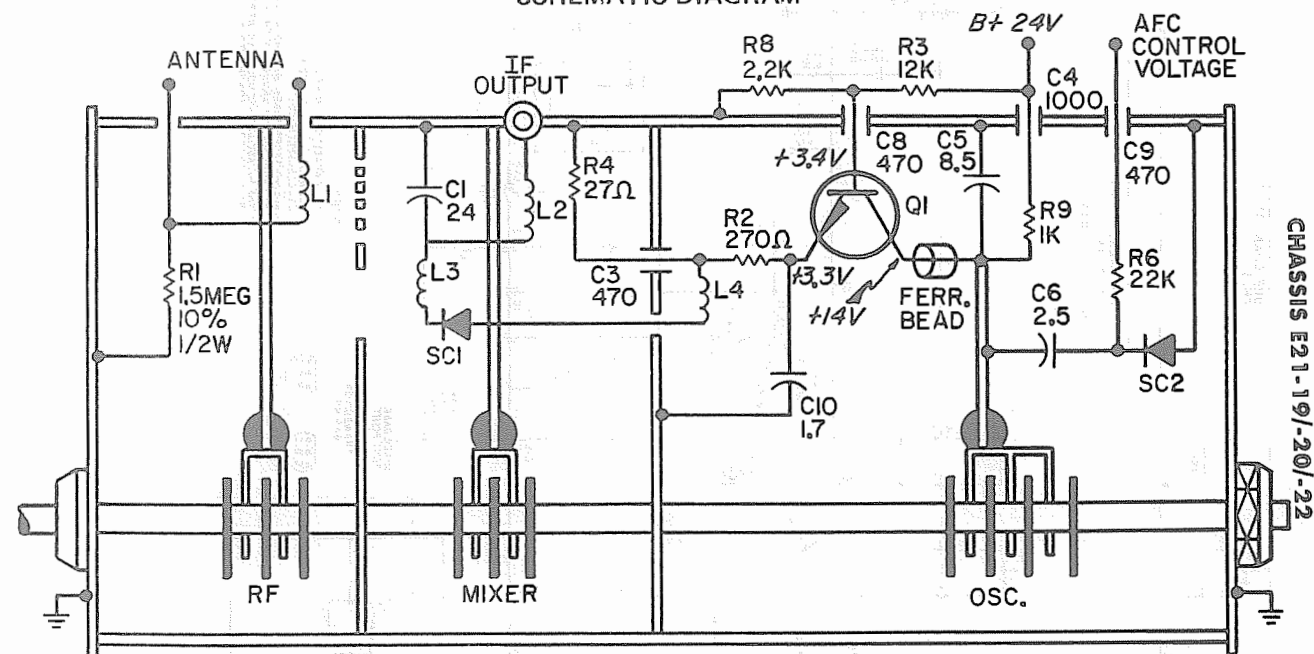 SCHEMATIC DIAGRAM
ANTENNA
IF
OUTPUT
R8
2.2K
R3
12K
B+ 24V
AFC
CONTROL
VOLTAGE
C4
1000
L1
C1
24
R4
27Ω
L2
+3.4V
C8
470
C5
8.5
C9
470
Q1
R1
1.5MEG
10%
1/2W
L3
SC1
C3
470
R2
270Ω
L4
+3.3V
+14V
FERR.
BEAD
R9
1K
R6
22K
C6
2.5
SC2
C10
1.7
RF
MIXER
OSC.
CHASSIS E21-19/-20/-22